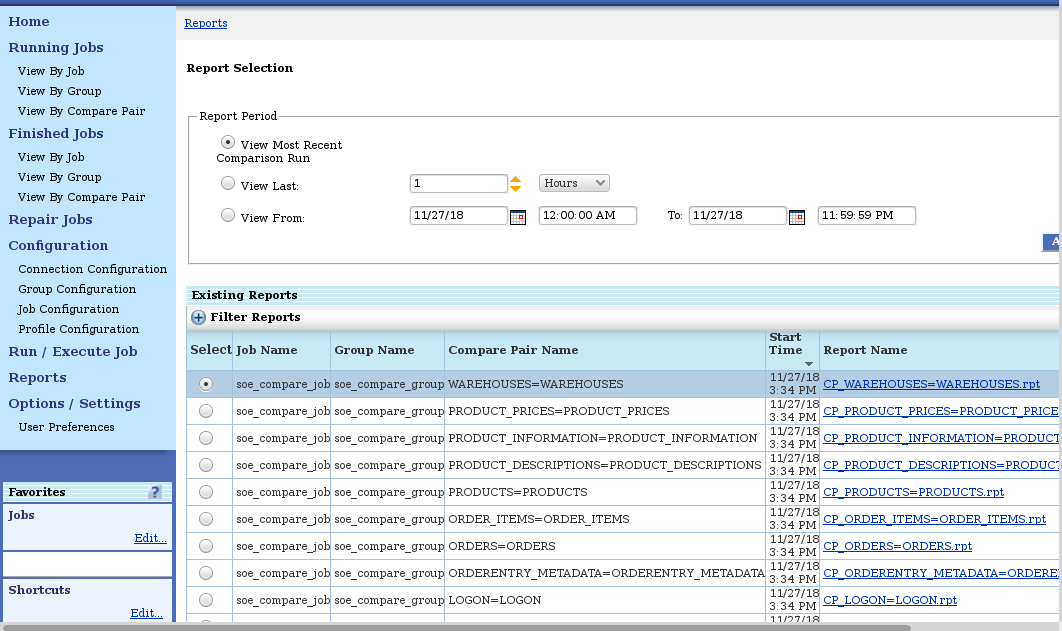 Home
Running Jobs
View By Job
View By Group
View By Compare Pair
Finished Jobs
View By Job
View By Group
View By Compare Pair
Repair Jobs
Configuration
Connection Configuration
Group Configuration
Job Configuration
Profile Configuration
Run / Execute Job
Reports
Options / Settings
User Preferences
Favorites ?
Jobs
Edit...
Shortcuts
Edit...
Reports
Report Selection
Report Period
View Most Recent
Comparison Run
View Last: 1 Hours
View From: 11/27/18 12:00:00 AM To: 11/27/18 11:59:59 PM
A
Existing Reports
Filter Reports
Select Job Name Group Name Compare Pair Name Start Time Report Name
soe_compare_job soe_compare_group WAREHOUSES=WAREHOUSES 11/27/18 3:34 PM CP_WAREHOUSES=WAREHOUSES.rpt
soe_compare_job soe_compare_group PRODUCT_PRICES=PRODUCT_PRICES 11/27/18 3:34 PM CP_PRODUCT_PRICES=PRODUCT_PRICE
soe_compare_job soe_compare_group PRODUCT_INFORMATION=PRODUCT_INFORMATION 11/27/18 3:34 PM CP_PRODUCT_INFORMATION=PRODUCT
soe_compare_job soe_compare_group PRODUCT_DESCRIPTIONS=PRODUCT_DESCRIPTIONS 11/27/18 3:34 PM CP_PRODUCT_DESCRIPTIONS=PRODUCT
soe_compare_job soe_compare_group PRODUCTS=PRODUCTS 11/27/18 3:34 PM CP_PRODUCTS=PRODUCTS.rpt
soe_compare_job soe_compare_group ORDER_ITEMS=ORDER_ITEMS 11/27/18 3:34 PM CP_ORDER_ITEMS=ORDER_ITEMS.rpt
soe_compare_job soe_compare_group ORDERS=ORDERS 11/27/18 3:34 PM CP_ORDERS=ORDERS.rpt
soe_compare_job soe_compare_group ORDERENTRY_METADATA=ORDERENTRY_METADATA 11/27/18 3:34 PM CP_ORDERENTRY_METADATA=ORDERE
soe_compare_job soe_compare_group LOGON=LOGON 11/27/18 3:34 PM CP_LOGON=LOGON.rpt
11/27/18